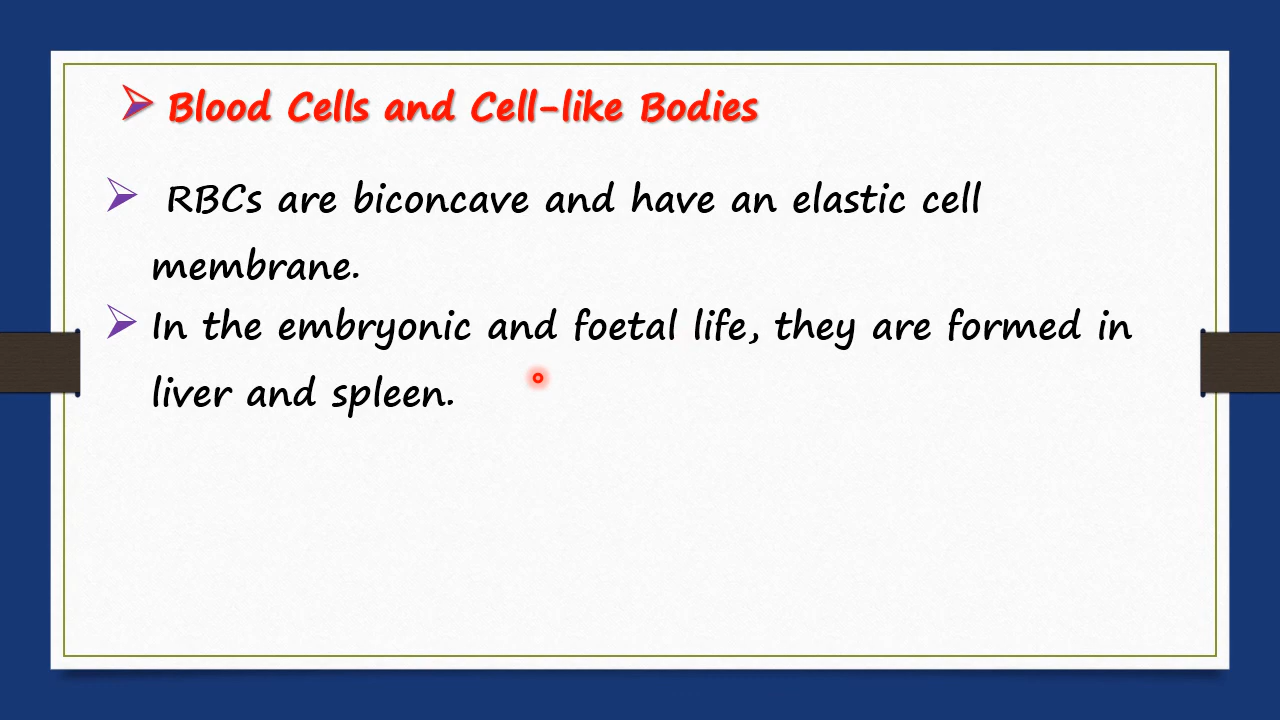 Blood Cells and Cell-like Bodies
RBCs are biconcave and have an elastic cell
membrane.
In the embryonic and foetal life, they are formed in
liver and spleen.